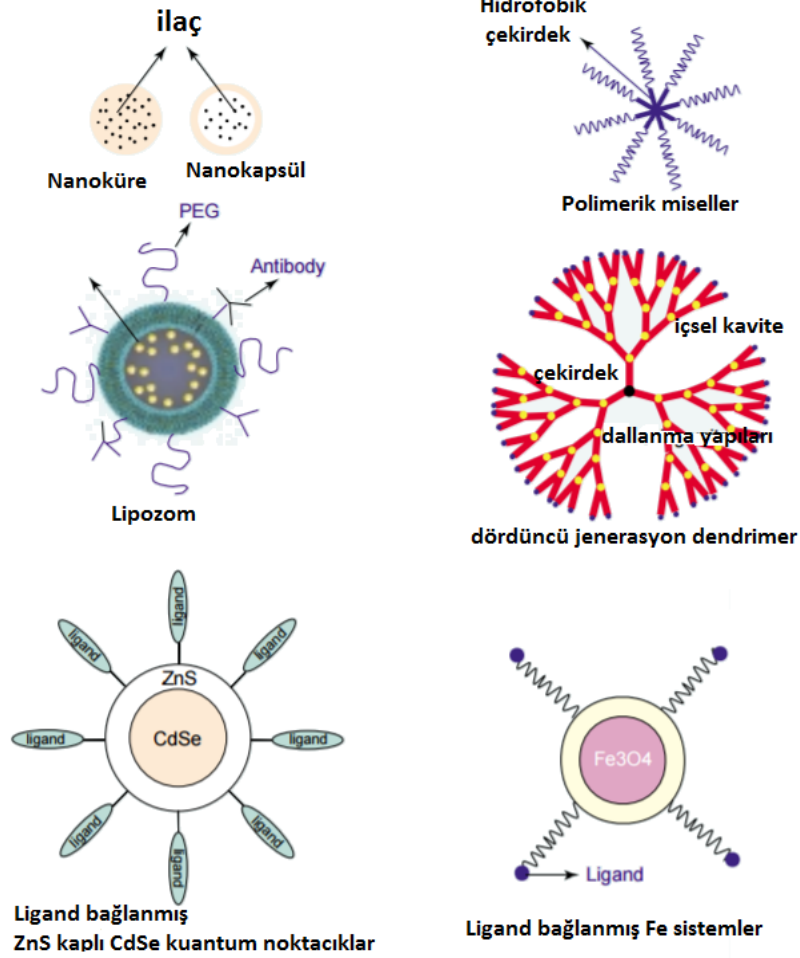 ilaç
Nanoküre
Nanokapsül
Hidrofobik
çekirdek
Polimerik miseller
PEG
Antibody
Lipozom
içsel kavite
çekirdek
dallanma yapıları
dördüncü jenerasyon dendrimer
ligand
ligand
ligand
ZnS
CdSe
ligand
ligand
ligand
ligand
ligand
Ligand bağlanmış
ZnS kaplı CdSe kuantum noktacıklar
Fe3O4
Ligand
Ligand bağlanmış Fe sistemler